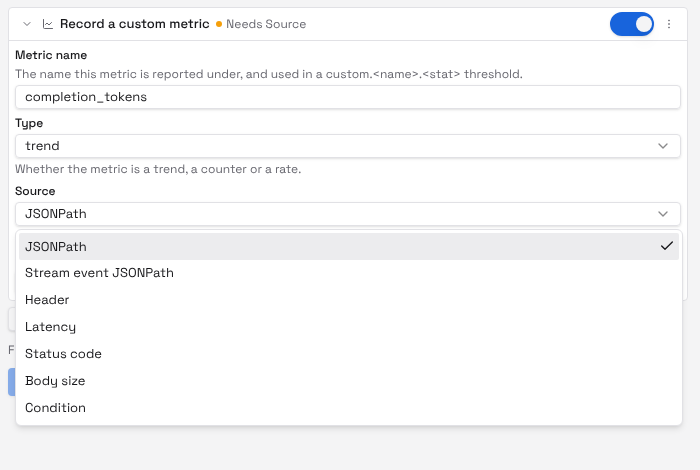 Record a custom metric Needs Source
Metric name
The name this metric is reported under, and used in a custom.<name>.<stat> threshold.
completion_tokens
Type
trend
Whether the metric is a trend, a counter or a rate.
Source
JSONPath
JSONPath
Stream event JSONPath
Header
Latency
Status code
Body size
Condition